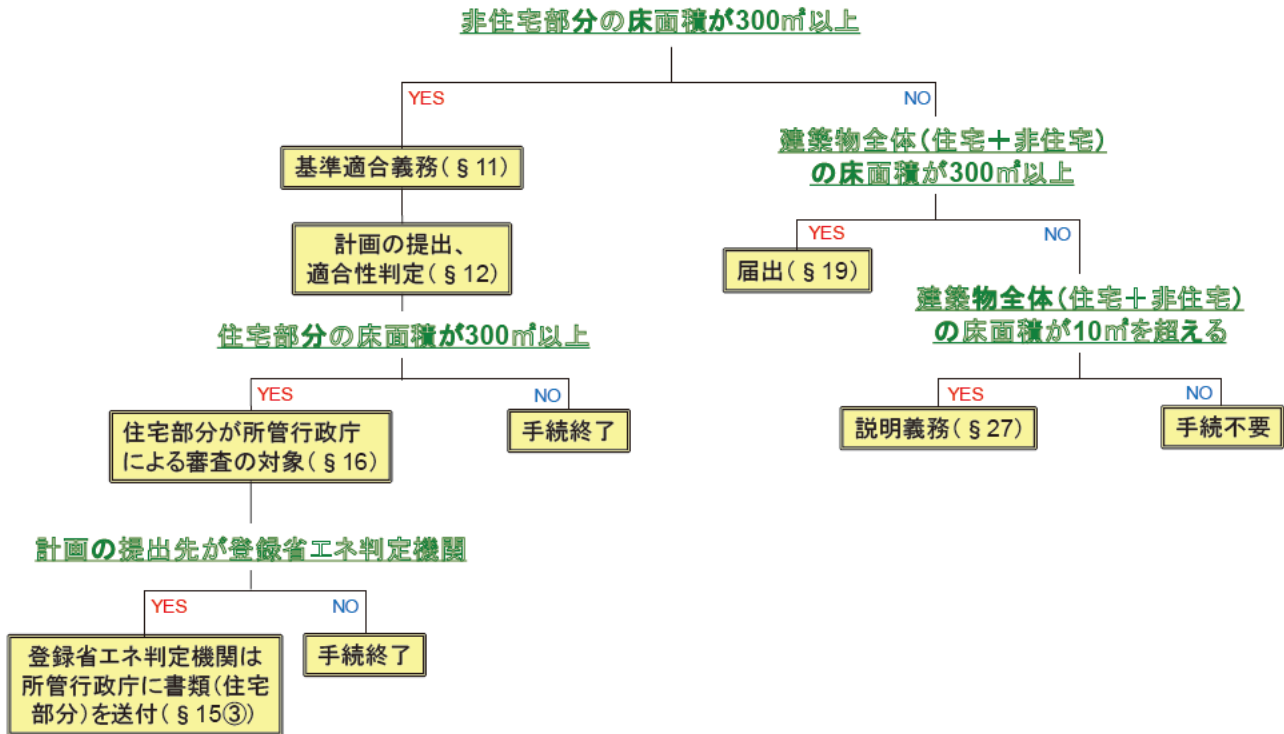 非住宅部分の床面積が300㎡以上
YES
NO
基準適合義務(§11)
計画の提出、
適合性判定(§12)
住宅部分の床面積が300㎡以上
YES
NO
住宅部分が所管行政庁
による審査の対象(§16)
手続終了
計画の提出先が登録省エネ判定機関
YES
NO
登録省エネ判定機関は
所管行政庁に書類(住宅
部分)を送付(§15③)
手続終了
建築物全体(住宅＋非住宅)
の床面積が300㎡以上
YES
NO
届出(§19)
建築物全体(住宅＋非住宅)
の床面積が10㎡を超える
YES
NO
説明義務(§27)
手続不要